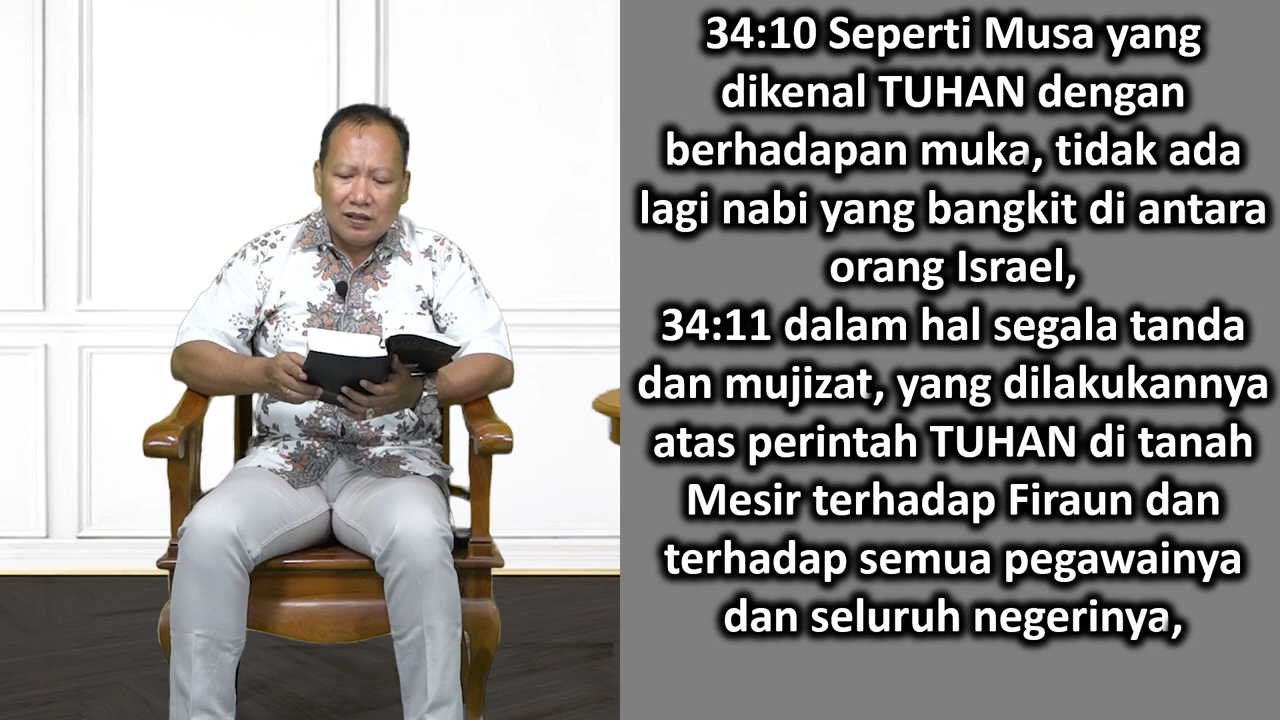 34:10 Seperti Musa yang
dikenal TUHAN dengan
berhadapan muka, tidak ada
lagi nabi yang bangkit di antara
orang Israel,
34:11 dalam hal segala tanda
dan mujizat, yang dilakukannya
atas perintah TUHAN di tanah
Mesir terhadap Firaun dan
terhadap semua pegawainya
dan seluruh negerinya,